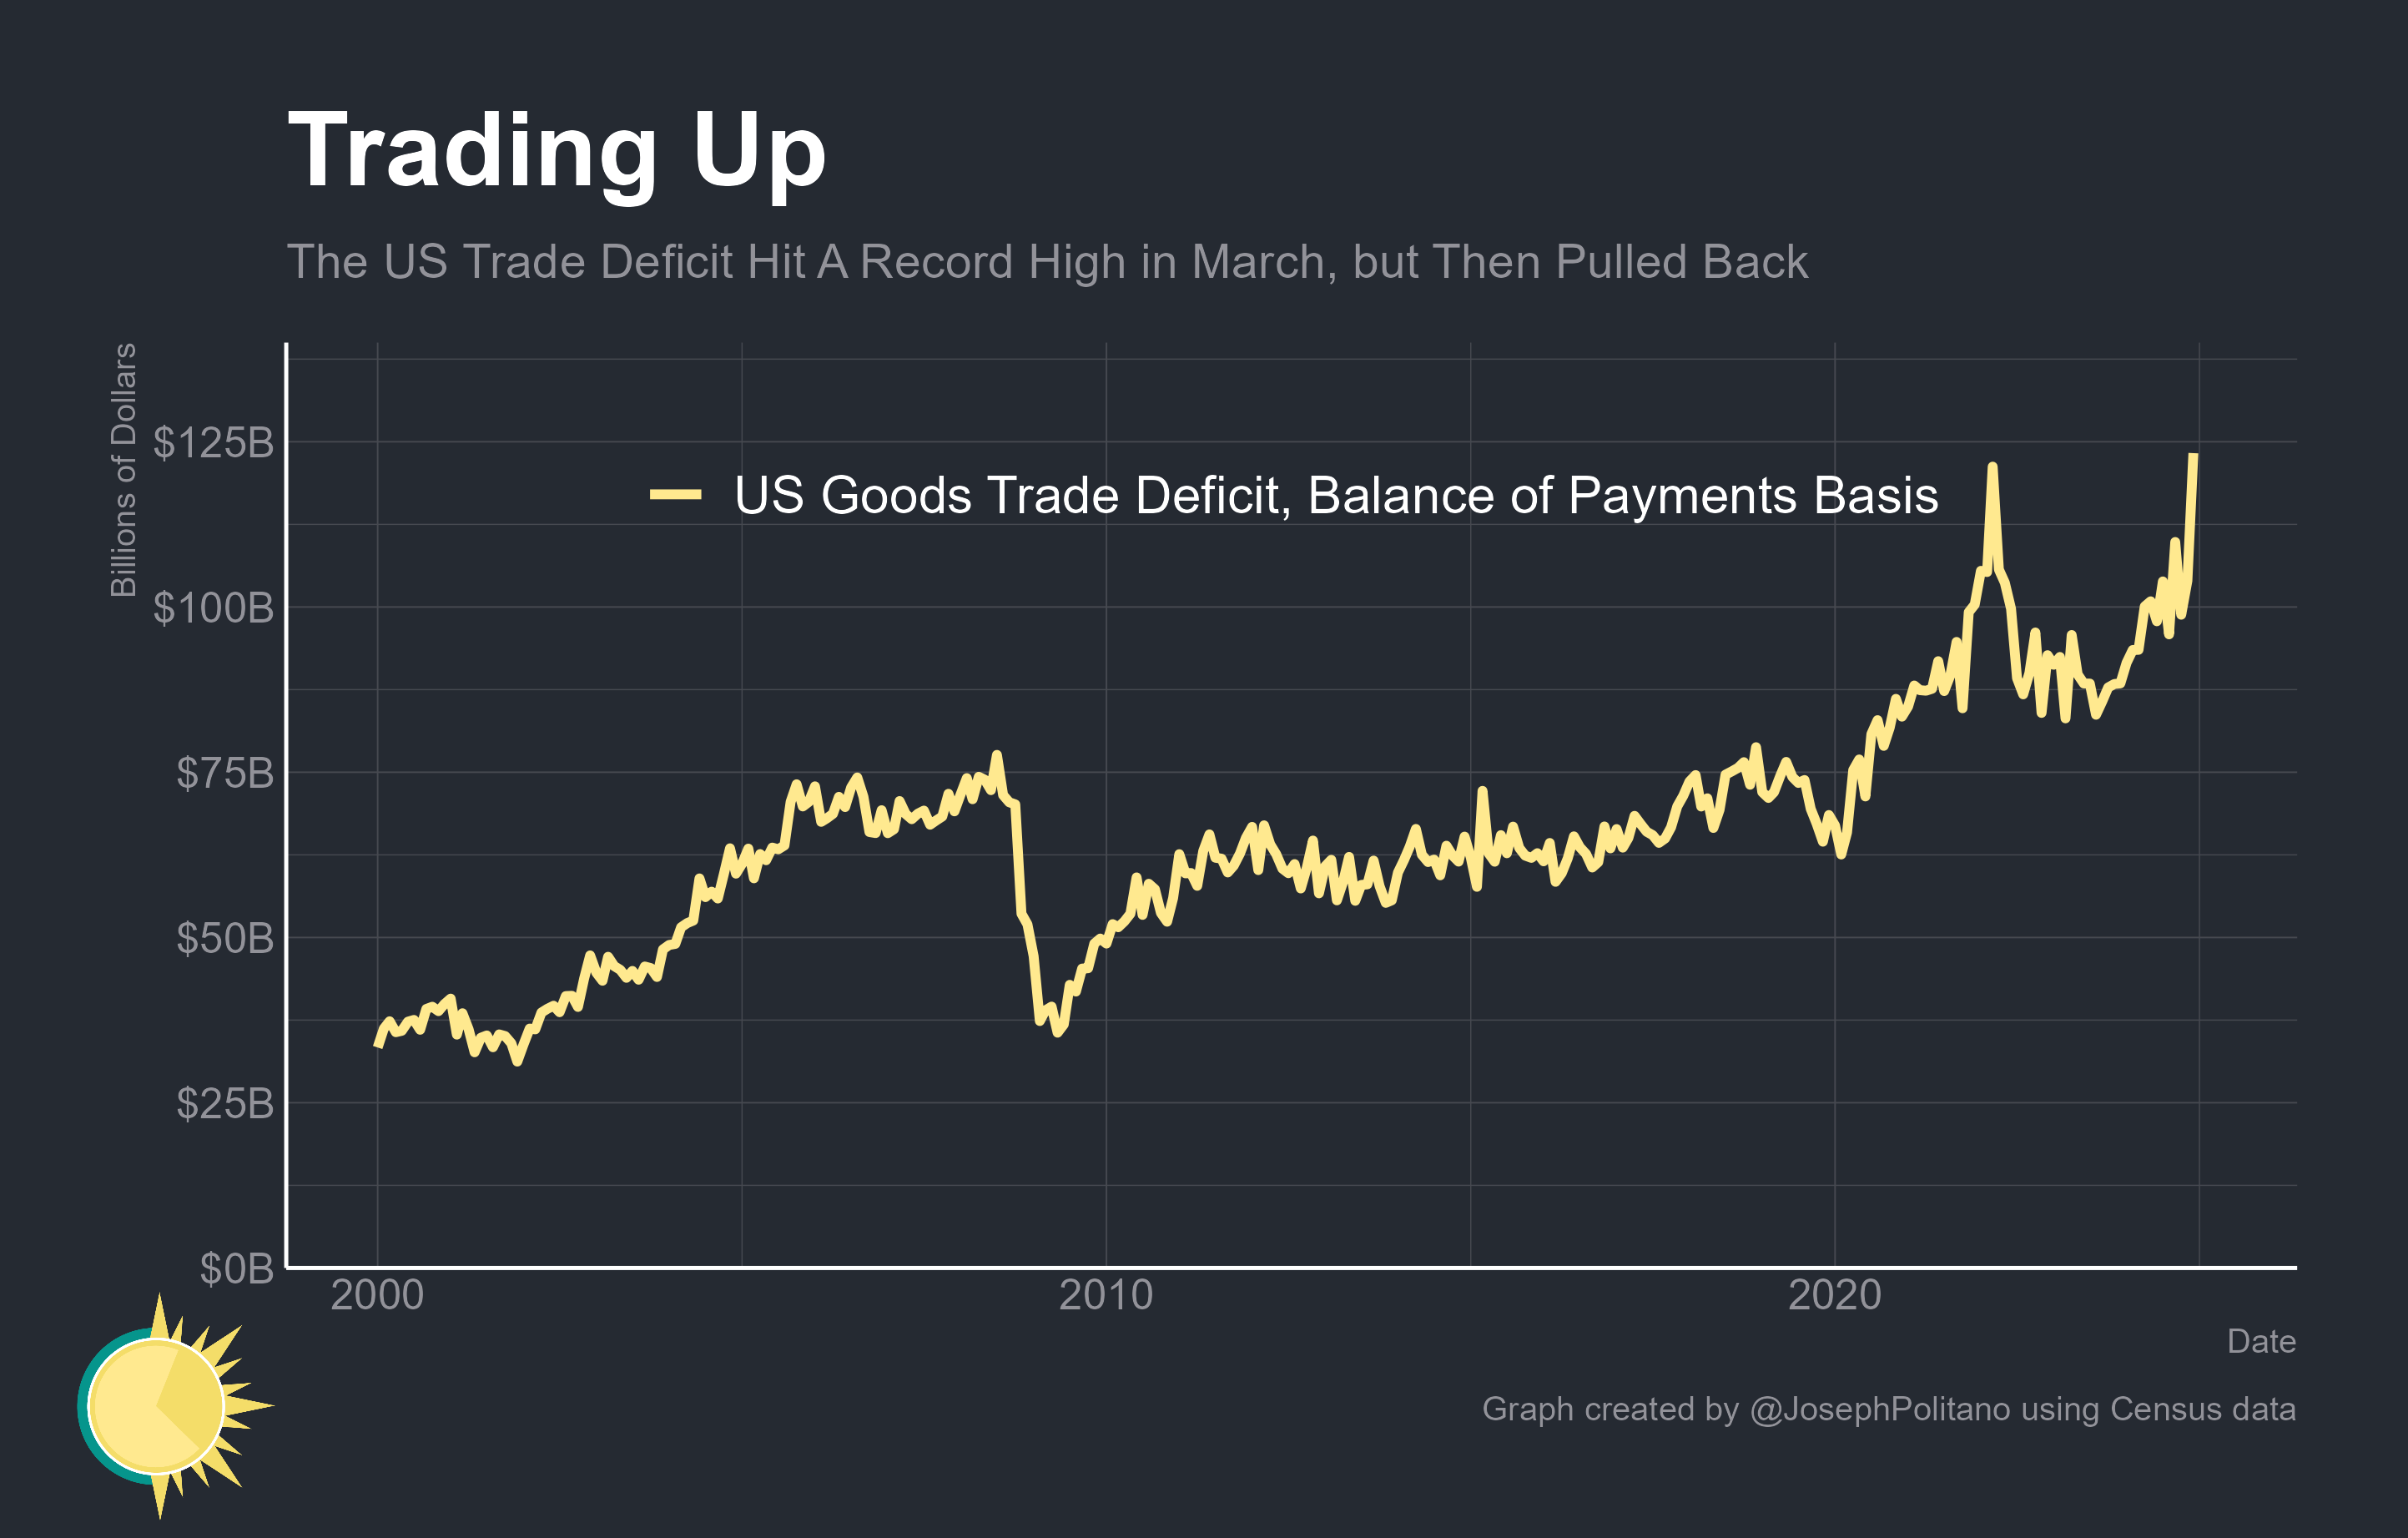 Trading Up
The US Trade Deficit Hit A Record High in March, but Then Pulled Back
Billions of Dollars
$125B
$100B
$75B
$50B
$25B
$0B
US Goods Trade Deficit, Balance of Payments Basis
2000
2010
2020
Date
Graph created by @JosephPolitano using Census data